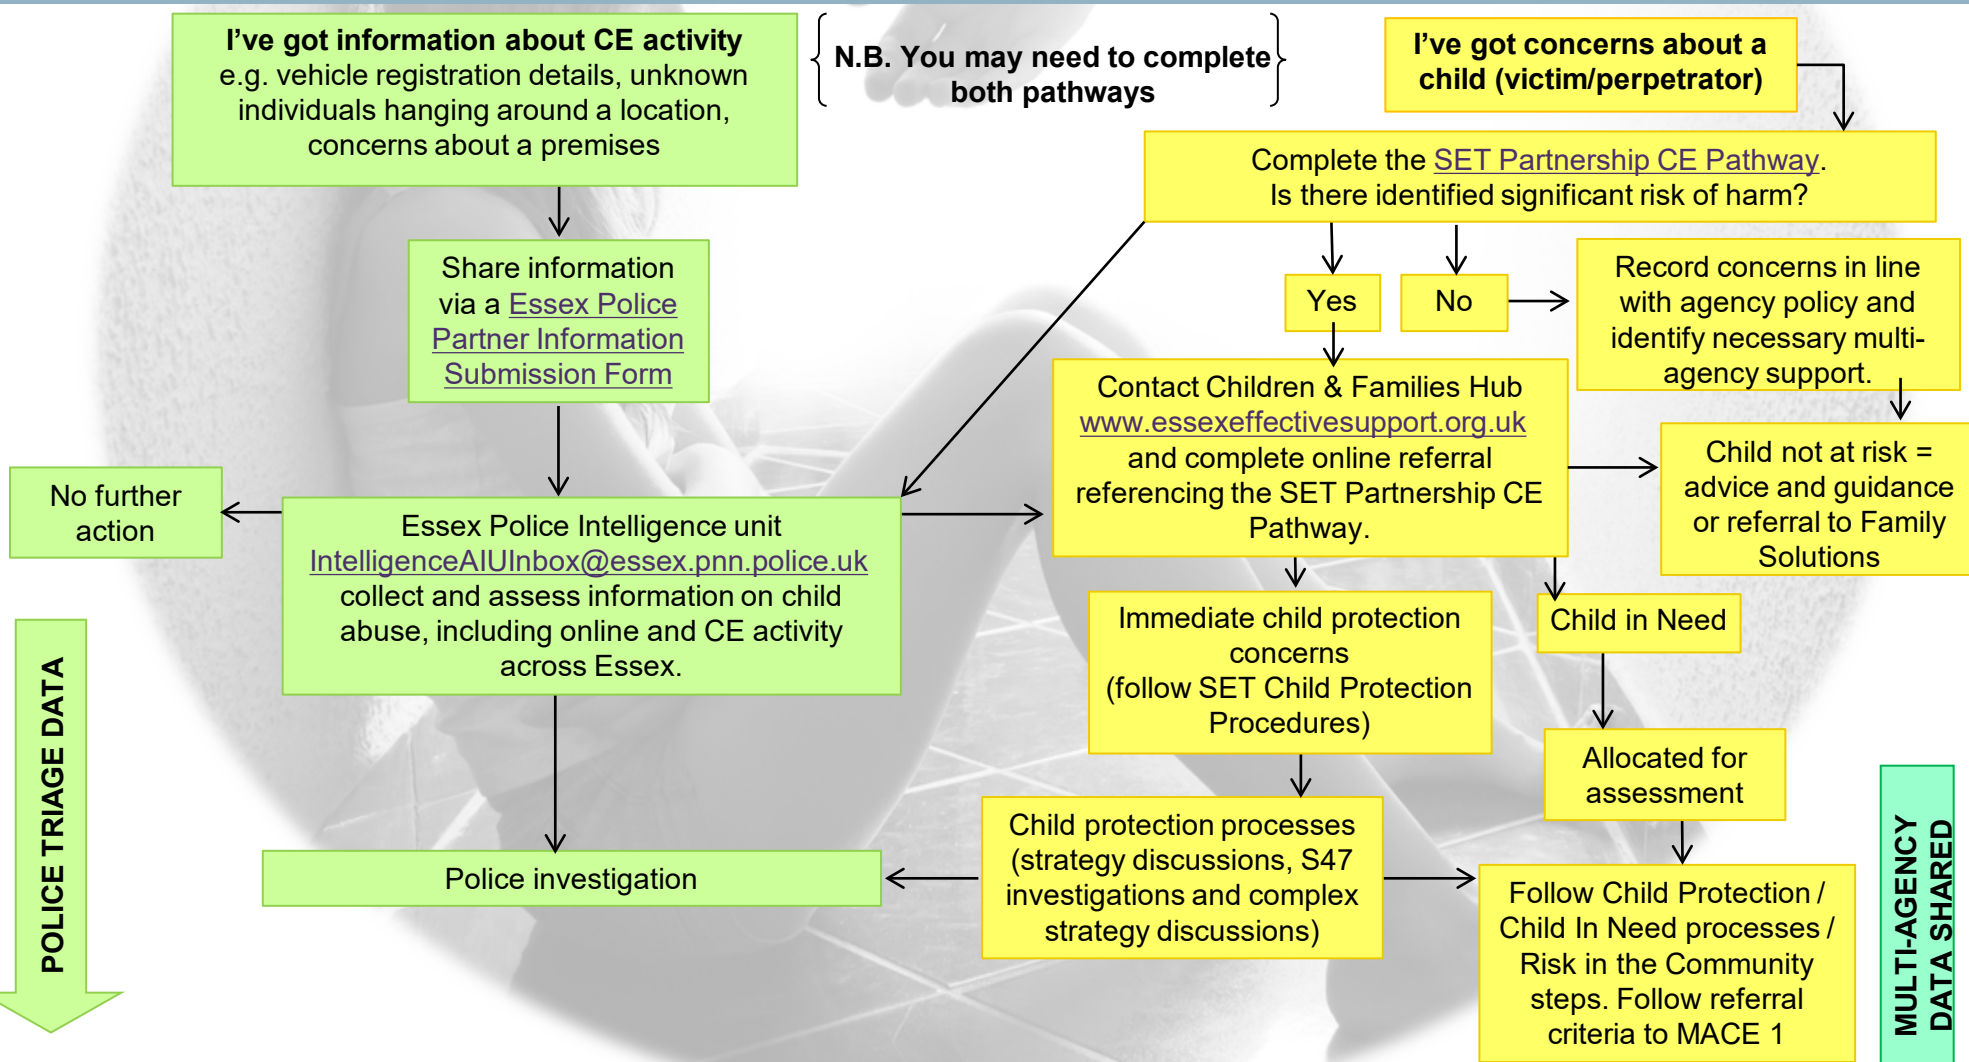 I've got information about CE activity
e.g. vehicle registration details, unknown
individuals hanging around a location,
concerns about a premises
N.B. You may need to complete
both pathways
I've got concerns about a
child (victim/perpetrator)
Complete the SET Partnership CE Pathway.
Is there identified significant risk of harm?
Share information
via a Essex Police
Partner Information
Submission Form
Yes
No
Record concerns in line
with agency policy and
identify necessary multi-
agency support.
Contact Children & Families Hub
www.essexeffectivesupport.org.uk
and complete online referral
referencing the SET Partnership CE
Pathway.
Child not at risk =
advice and guidance
or referral to Family
Solutions
No further
action
Essex Police Intelligence unit
IntelligenceAIUInbox@essex.pnn.police.uk
collect and assess information on child
abuse, including online and CE activity
across Essex.
Immediate child protection
concerns
(follow SET Child Protection
Procedures)
Child in Need
Allocated for
assessment
POLICE TRIAGE DATA
Police investigation
Child protection processes
(strategy discussions, S47
investigations and complex
strategy discussions)
Follow Child Protection /
Child In Need processes /
Risk in the Community
steps. Follow referral
criteria to MACE 1
MULTI-AGENCY
DATA SHARED